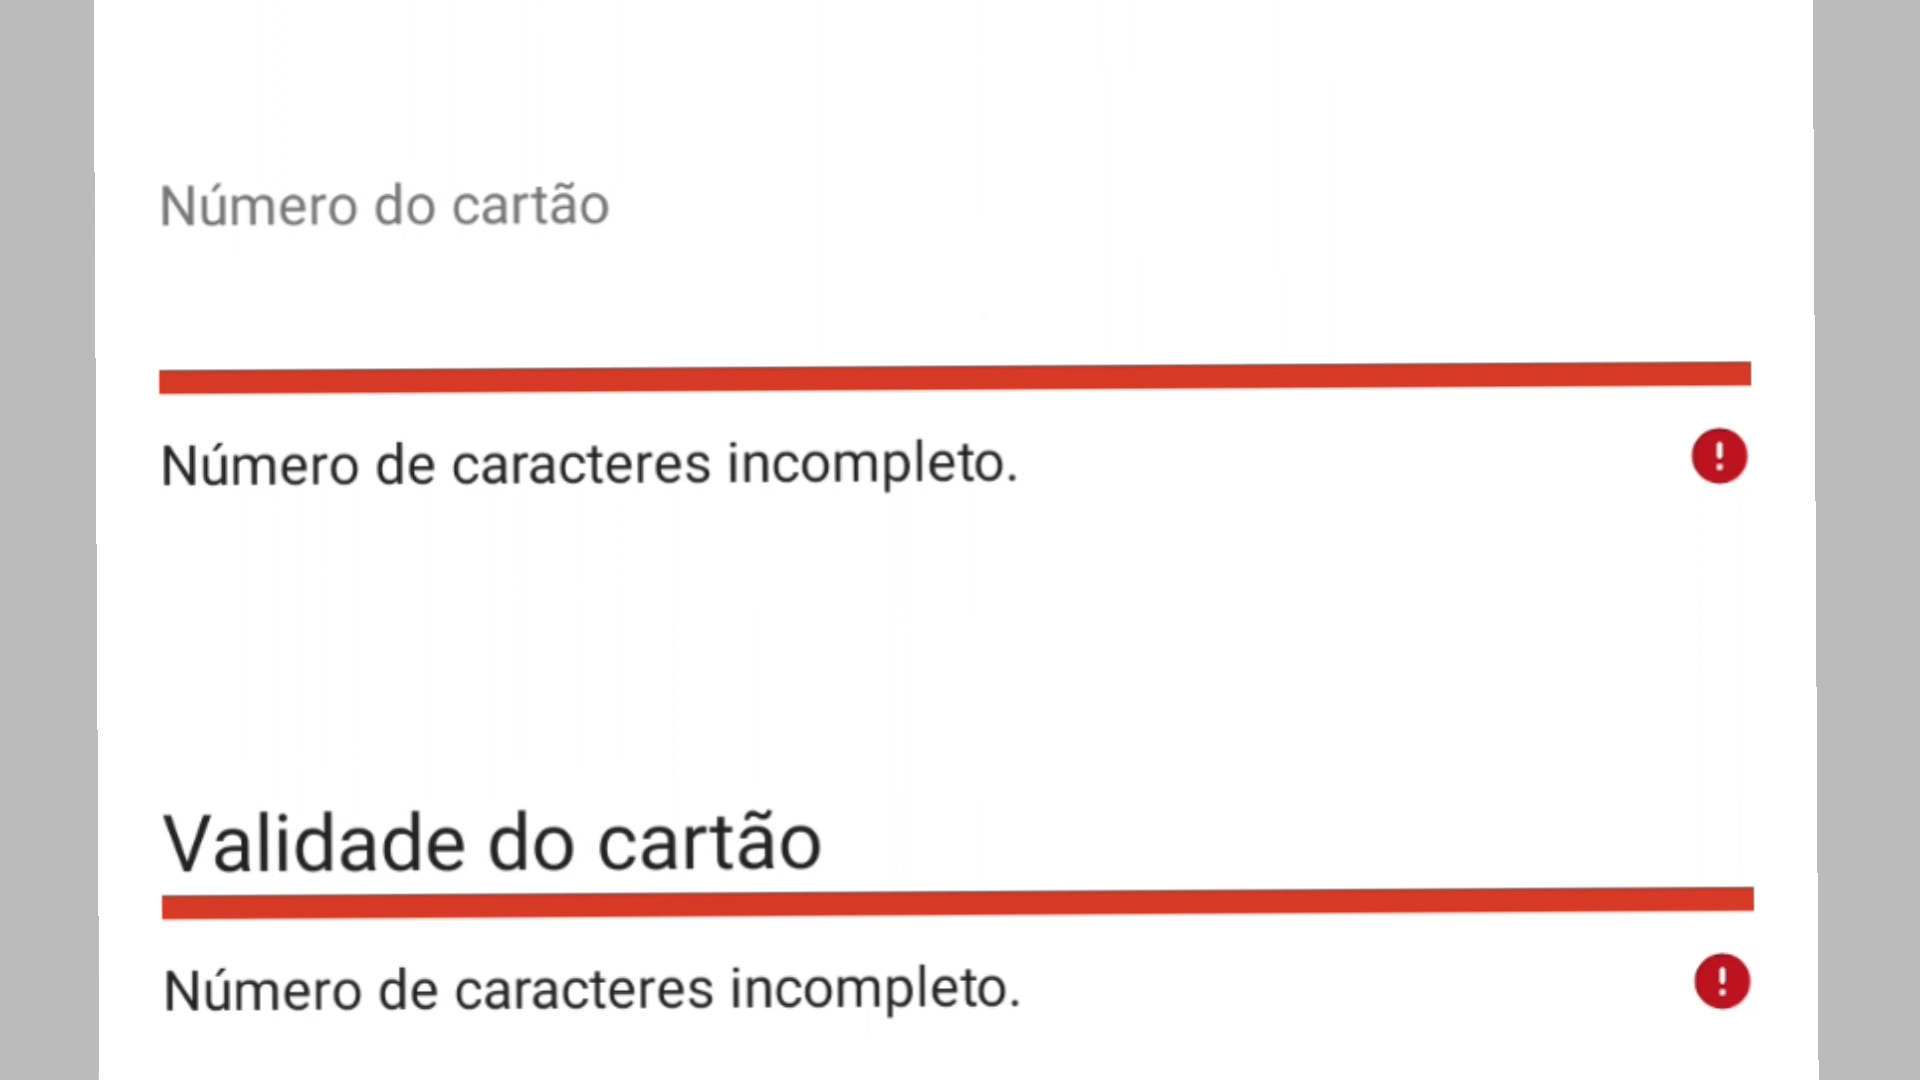 Número do cartão
Número de caracteres incompleto.
Validade do cartão
Número de caracteres incompleto.